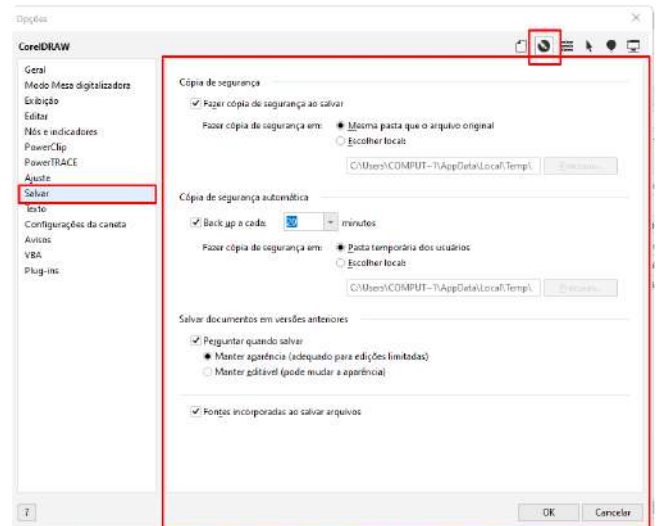 Opções
CorelDRAW
Geral
Modo Mesa digitalizadora
Exibição
Editar
Nós e indicadores
PowerClip
PowerTRACE
Ajuste
Salvar
Texto
Configurações da caneta
Avisos
VBA
Plug-ins
Cópia de segurança
Fazer cópia de segurança ao salvar
Fazer cópia de segurança em: Mesma pasta que o arquivo original
Escolher local:
C:\Users\COMPUT~1\AppData\Local\Temp\
Cópia de segurança automática
Back up a cada: 20 minutos
Fazer cópia de segurança em: Pasta temporária dos usuários
Escolher local:
C:\Users\COMPUT~1\AppData\Local\Temp\
Salvar documentos em versões anteriores
Perguntar quando salvar
Manter aparência (adequado para edições limitadas)
Manter editável (pode mudar a aparência)
Fontes incorporadas ao salvar arquivos
?
OK Cancelar